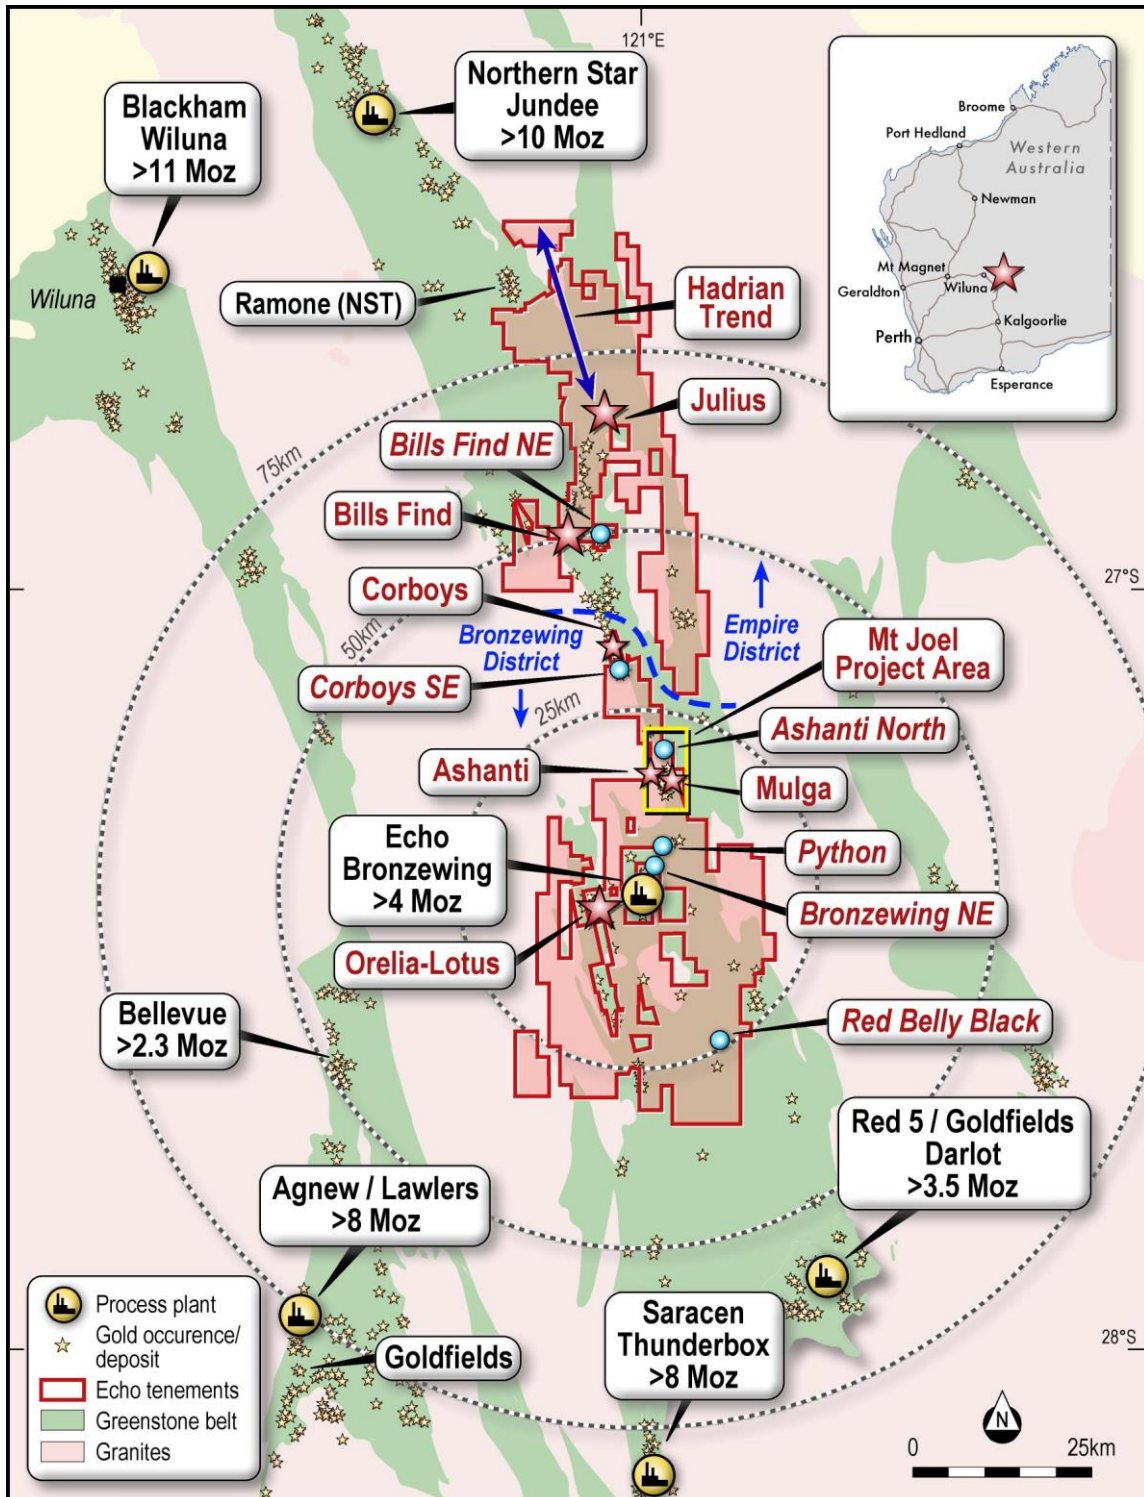 121°E
Northern Star
Jundee
>10 Moz
Blackham
Wiluna
>11 Moz
Broome
Port Hedland
Western
Australia
Newman
Mt Magnet
Wiluna
Geraldton
Kalgoorlie
Perth
Esperance
Wiluna
Ramone (NST)
Hadrian
Trend
Julius
Bills Find NE
75km
Bills Find
27°S
Corboys
50km
Bronzewing
District
Empire
District
Mt Joel
Project Area
Corboys SE
25km
Ashanti North
Ashanti
Mulga
Echo
Bronzewing
>4 Moz
Python
Bronzewing NE
Orelia-Lotus
Bellevue
>2.3 Moz
Red Belly Black
Red 5 / Goldfields
Darlot
>3.5 Moz
Agnew / Lawlers
>8 Moz
Saracen
Thunderbox
>8 Moz
Goldfields
28°S
Process plant
Gold occurence/
deposit
Echo tenements
Greenstone belt
Granites
N
0 25km